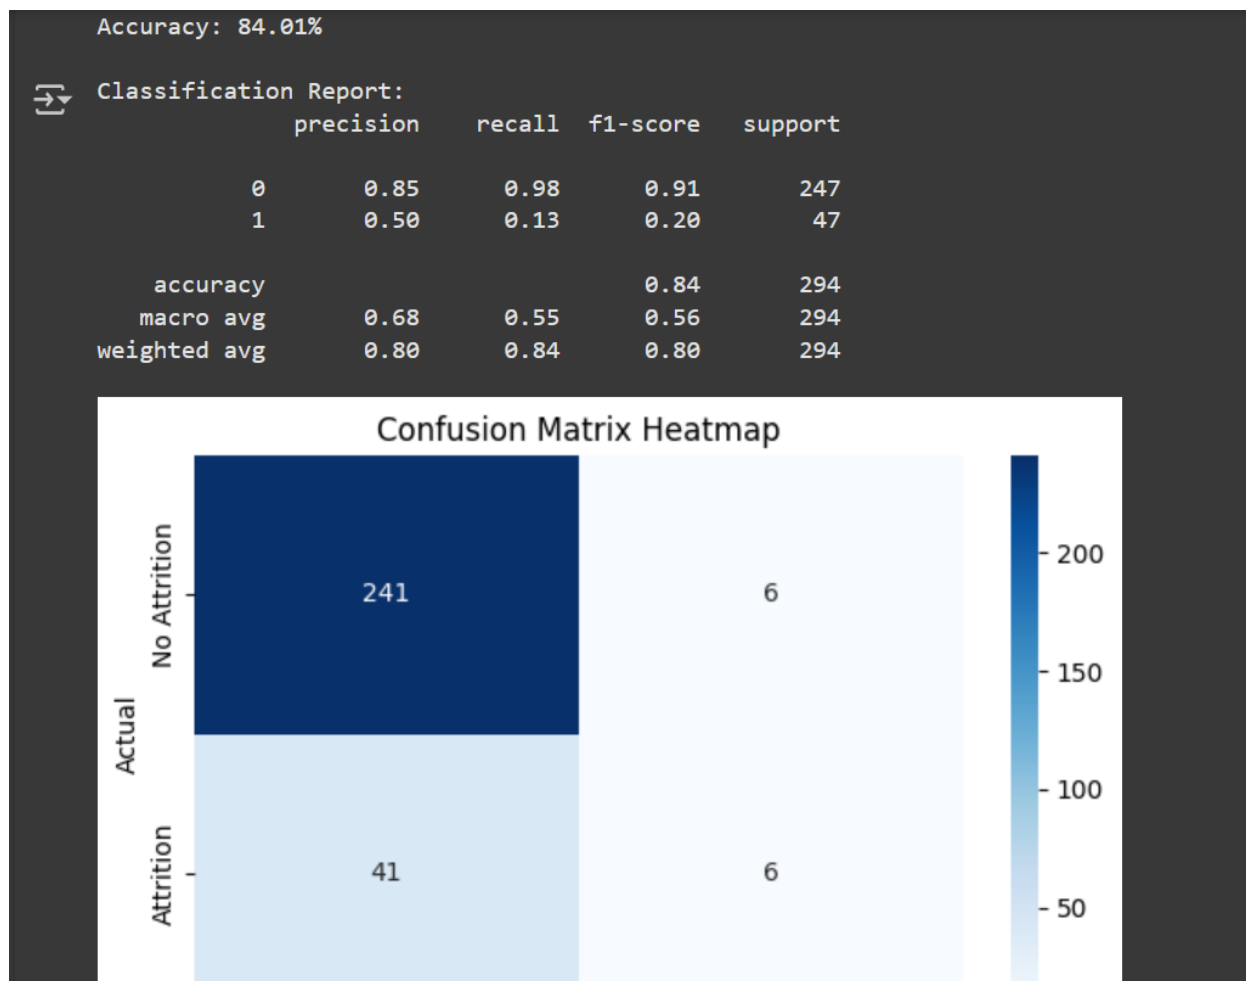 Accuracy: 84.01%
Classification Report:
precision recall f1-score support
0 0.85 0.98 0.91 247
1 0.50 0.13 0.20 47
accuracy 0.84 294
macro avg 0.68 0.55 0.56 294
weighted avg 0.80 0.84 0.80 294
Confusion Matrix Heatmap
No Attrition
241
6
Actual
Attrition
41
6
200
150
100
50